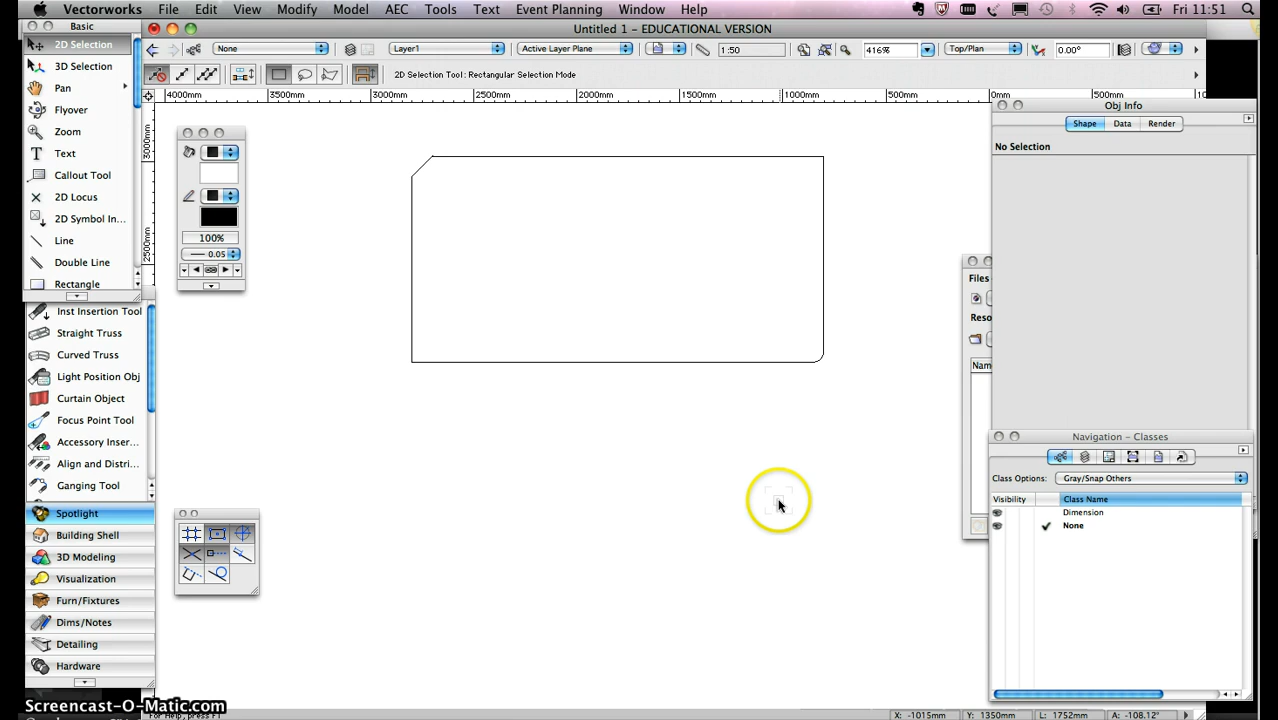 Vectorworks File Edit View Modify Model AEC Tools Text Event Planning Window Help Fri 11:51
Basic
Untitled 1 – EDUCATIONAL VERSION
2D Selection
3D Selection
Pan
Flyover
Zoom
Text
Callout Tool
2D Locus
2D Symbol In...
Line
Double Line
Rectangle
None Layer1 Active Layer Plane 1:50 416% Top/Plan 0.00°
2D Selection Tool: Rectangular Selection Mode
4000mm 3500mm 3000mm 2500mm 2000mm 1500mm 1000mm 500mm 0mm 500mm
3000mm
2500mm
100%
0.05
Obj Info
Shape Data Render
No Selection
Files
Reso
Nam
Inst Insertion Tool
Straight Truss
Curved Truss
Light Position Obj
Curtain Object
Focus Point Tool
Accessory Inser...
Align and Distri...
Ganging Tool
Spotlight
Building Shell
3D Modeling
Visualization
Furn/Fixtures
Dims/Notes
Detailing
Hardware
Navigation – Classes
Class Options: Gray/Snap Others
Visibility Class Name
Dimension
None
Screencast-O-Matic.com
For Help, press F1
X: -1015mm Y: 1350mm L: 1752mm A: -108.12°